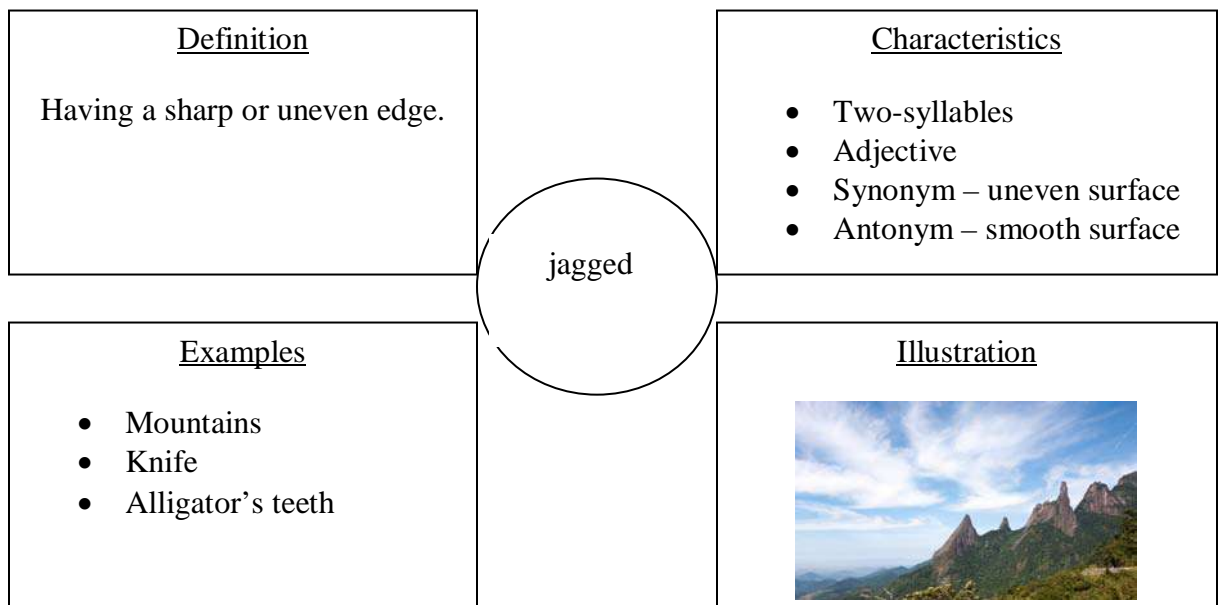 Definition
Having a sharp or uneven edge.
Characteristics
• Two-syllables
• Adjective
• Synonym – uneven surface
• Antonym – smooth surface
jagged
Examples
• Mountains
• Knife
• Alligator’s teeth
Illustration